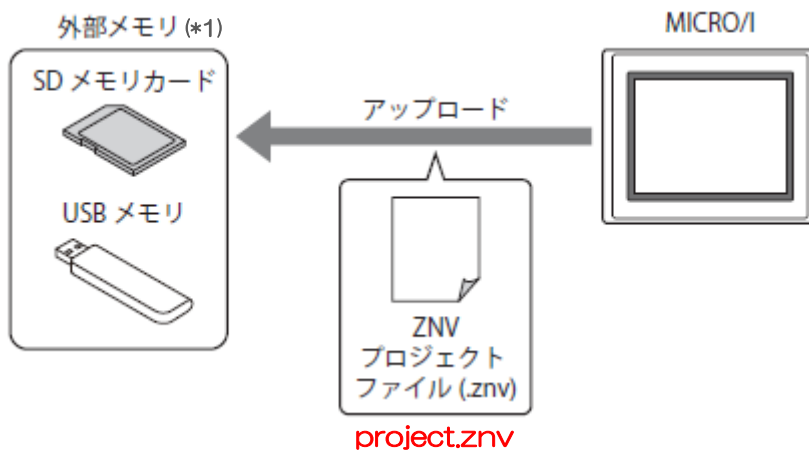 外部メモリ(*1)
MICRO/I
SD メモリカード
アップロード
USB メモリ
ZNV
プロジェクト
ファイル (.znv)
project.znv